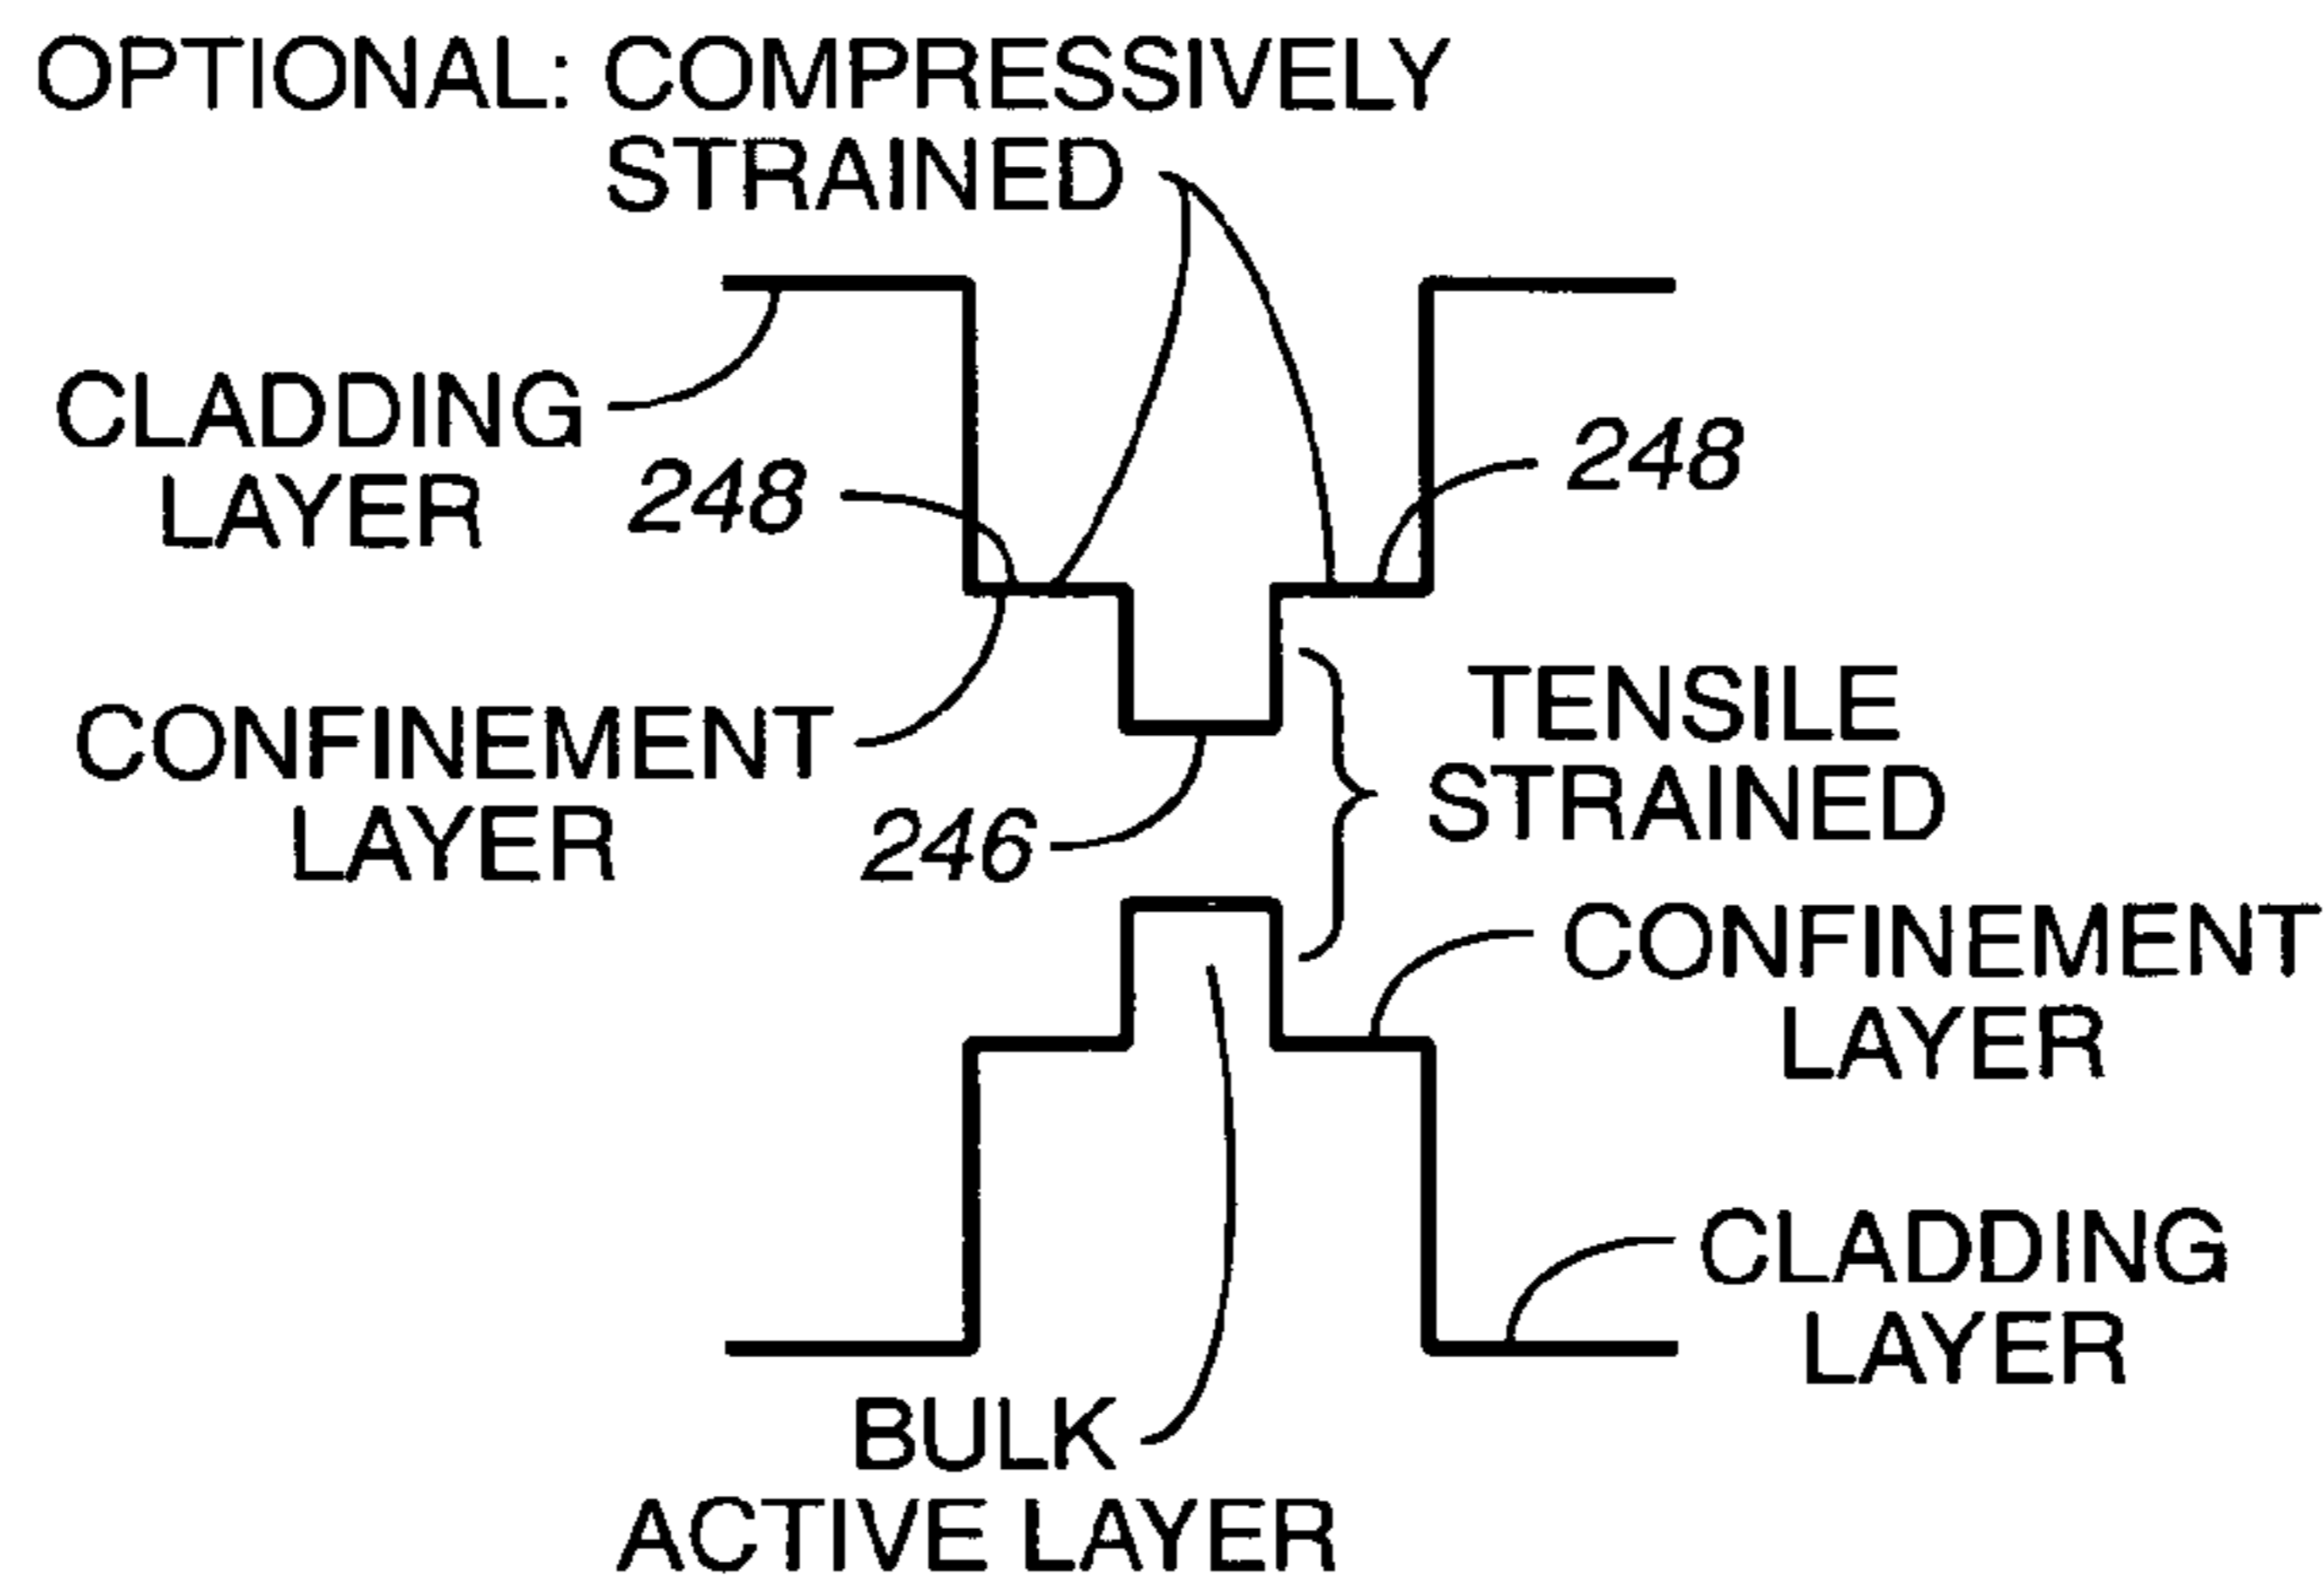 OPTIONAL: COMPRESSIVELY
STRAINED
CLADDING
LAYER
248
248
CONFINEMENT
LAYER
246
TENSILE
STRAINED
CONFINEMENT
LAYER
CLADDING
LAYER
BULK
ACTIVE LAYER